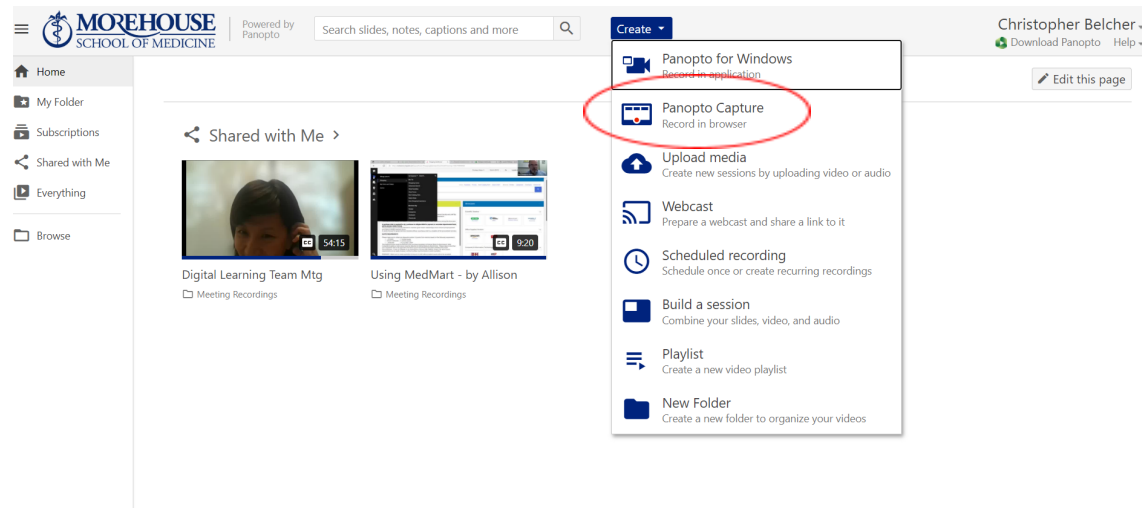 MOREHOUSE
SCHOOL OF MEDICINE
Powered by
Panopto
Search slides, notes, captions and more
Create
Christopher Belcher
Download Panopto Help
Home
My Folder
Subscriptions
Shared with Me
Everything
Browse
Edit this page
Shared with Me >
CC 54:15
CC 9:20
Digital Learning Team Mtg
Meeting Recordings
Using MedMart - by Allison
Meeting Recordings
Panopto for Windows
Record in application
Panopto Capture
Record in browser
Upload media
Create new sessions by uploading video or audio
Webcast
Prepare a webcast and share a link to it
Scheduled recording
Schedule once or create recurring recordings
Build a session
Combine your slides, video, and audio
Playlist
Create a new video playlist
New Folder
Create a new folder to organize your videos